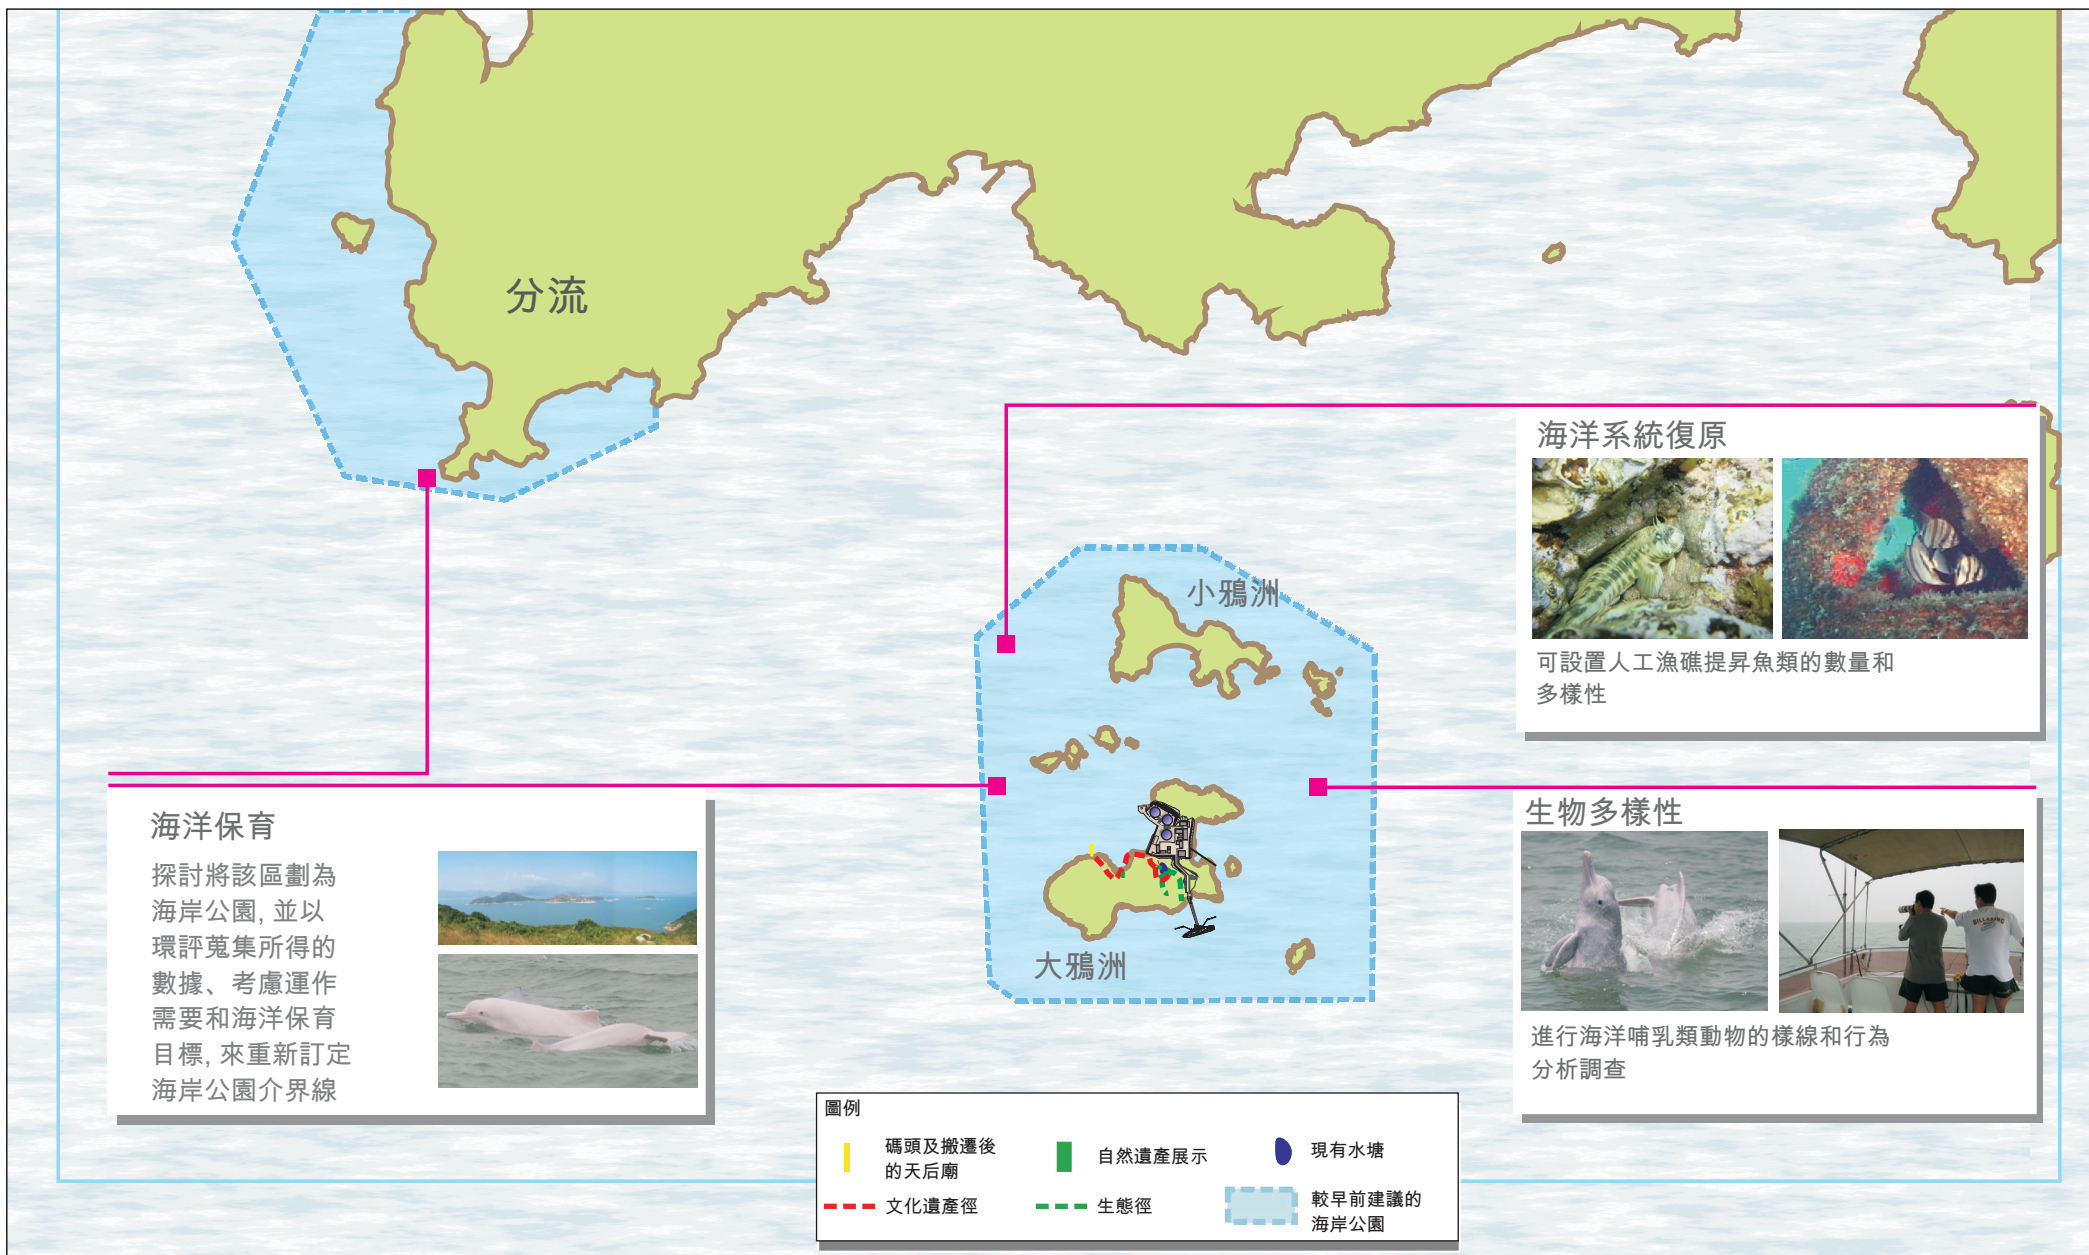 分流
海洋系統復原
可設置人工漁礁提昇魚類的數量和
多樣性
小鴉洲
大鴉洲
海洋保育
探討將該區劃為
海岸公園, 並以
環評蒐集所得的
數據、考慮運作
需要和海洋保育
目標, 來重新訂定
海岸公園介界線
生物多樣性
進行海洋哺乳類動物的樣線和行為
分析調查
圖例
碼頭及搬遷後
的天后廟
自然遺產展示
現有水塘
文化遺產徑
生態徑
較早前建議的
海岸公園